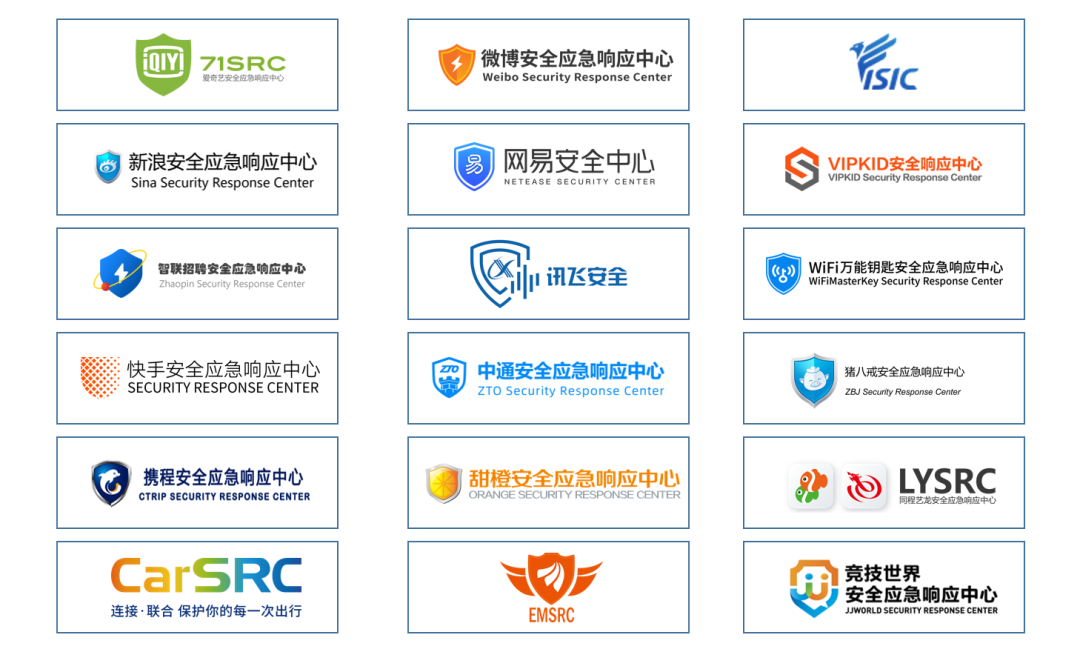 iQIYI
71SRC
爱奇艺安全应急响应中心
微博安全应急响应中心
Weibo Security Response Center
ISIC
新浪安全应急响应中心
Sina Security Response Center
易
网易安全中心
NETEASE SECURITY CENTER
VIPKID安全响应中心
VIPKID Security Response Center
智联招聘安全应急响应中心
Zhaopin Security Response Center
讯飞安全
WiFi万能钥匙安全应急响应中心
WiFiMasterKey Security Response Center
快手安全应急响应中心
SECURITY RESPONSE CENTER
ZTO
中通安全应急响应中心
ZTO Security Response Center
猪八戒安全应急响应中心
ZBJ Security Response Center
携程安全应急响应中心
CTRIP SECURITY RESPONSE CENTER
甜橙安全应急响应中心
ORANGE SECURITY RESPONSE CENTER
LYSRC
同程艺龙安全应急响应中心
CarSRC
连接·联合 保护你的每一次出行
EMSRC
竞技世界
安全应急响应中心
JJWORLD SECURITY RESPONSE CENTER